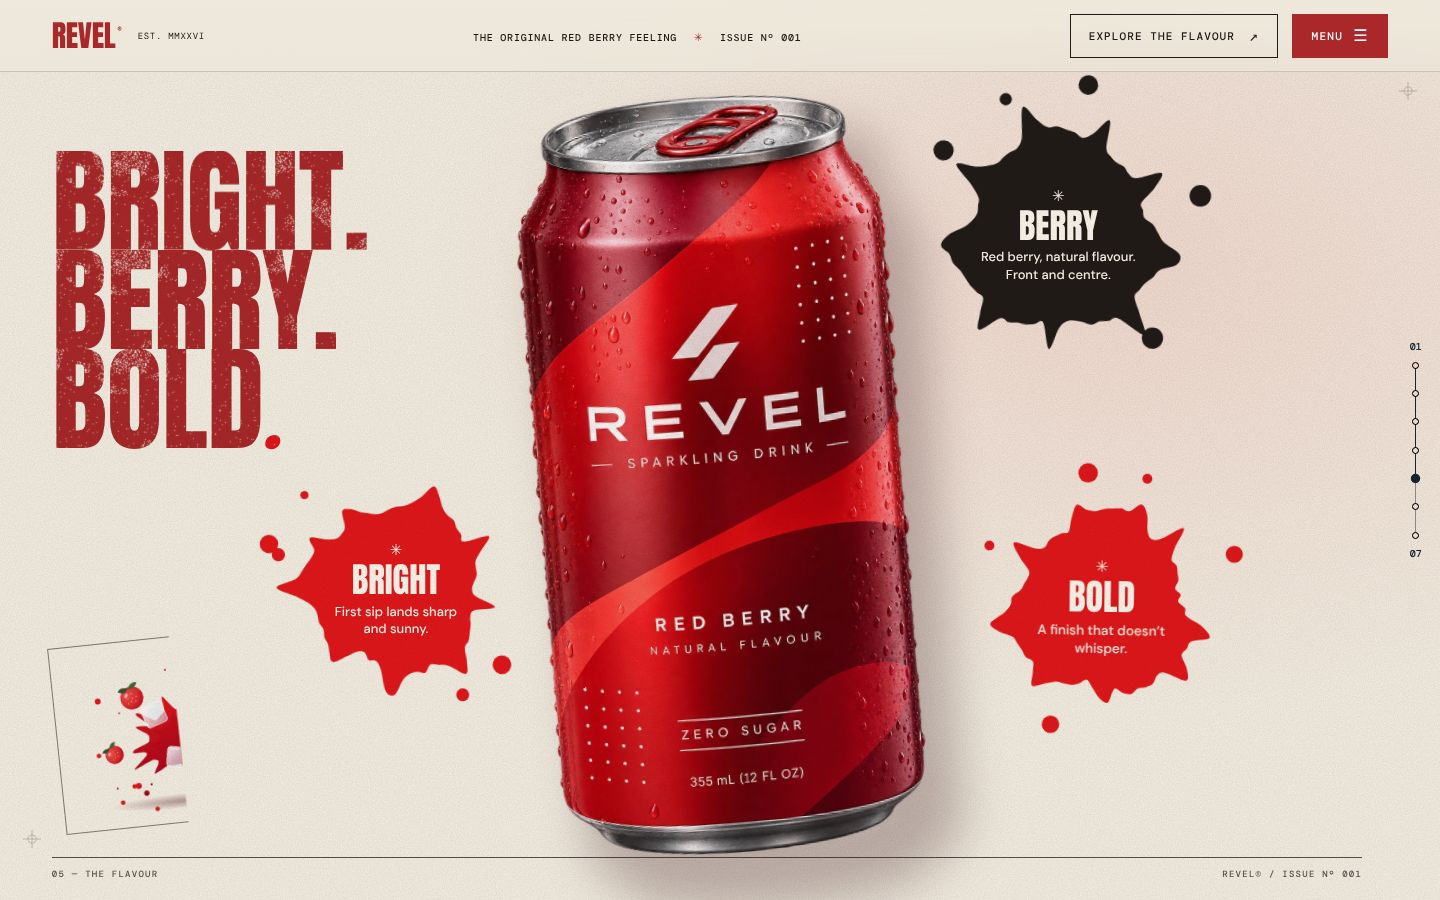 REVEL®
EST. MMXXVI
THE ORIGINAL RED BERRY FEELING ✳ ISSUE Nº 001
EXPLORE THE FLAVOUR ↗
MENU ☰
BRIGHT.
BERRY.
BOLD.
BERRY
Red berry, natural flavour.
Front and centre.
REVEL
SPARKLING DRINK
RED BERRY
NATURAL FLAVOUR
ZERO SUGAR
355 mL (12 FL OZ)
BRIGHT
First sip lands sharp
and sunny.
BOLD
A finish that doesn't
whisper.
01
07
05 — THE FLAVOUR
REVEL® / ISSUE Nº 001